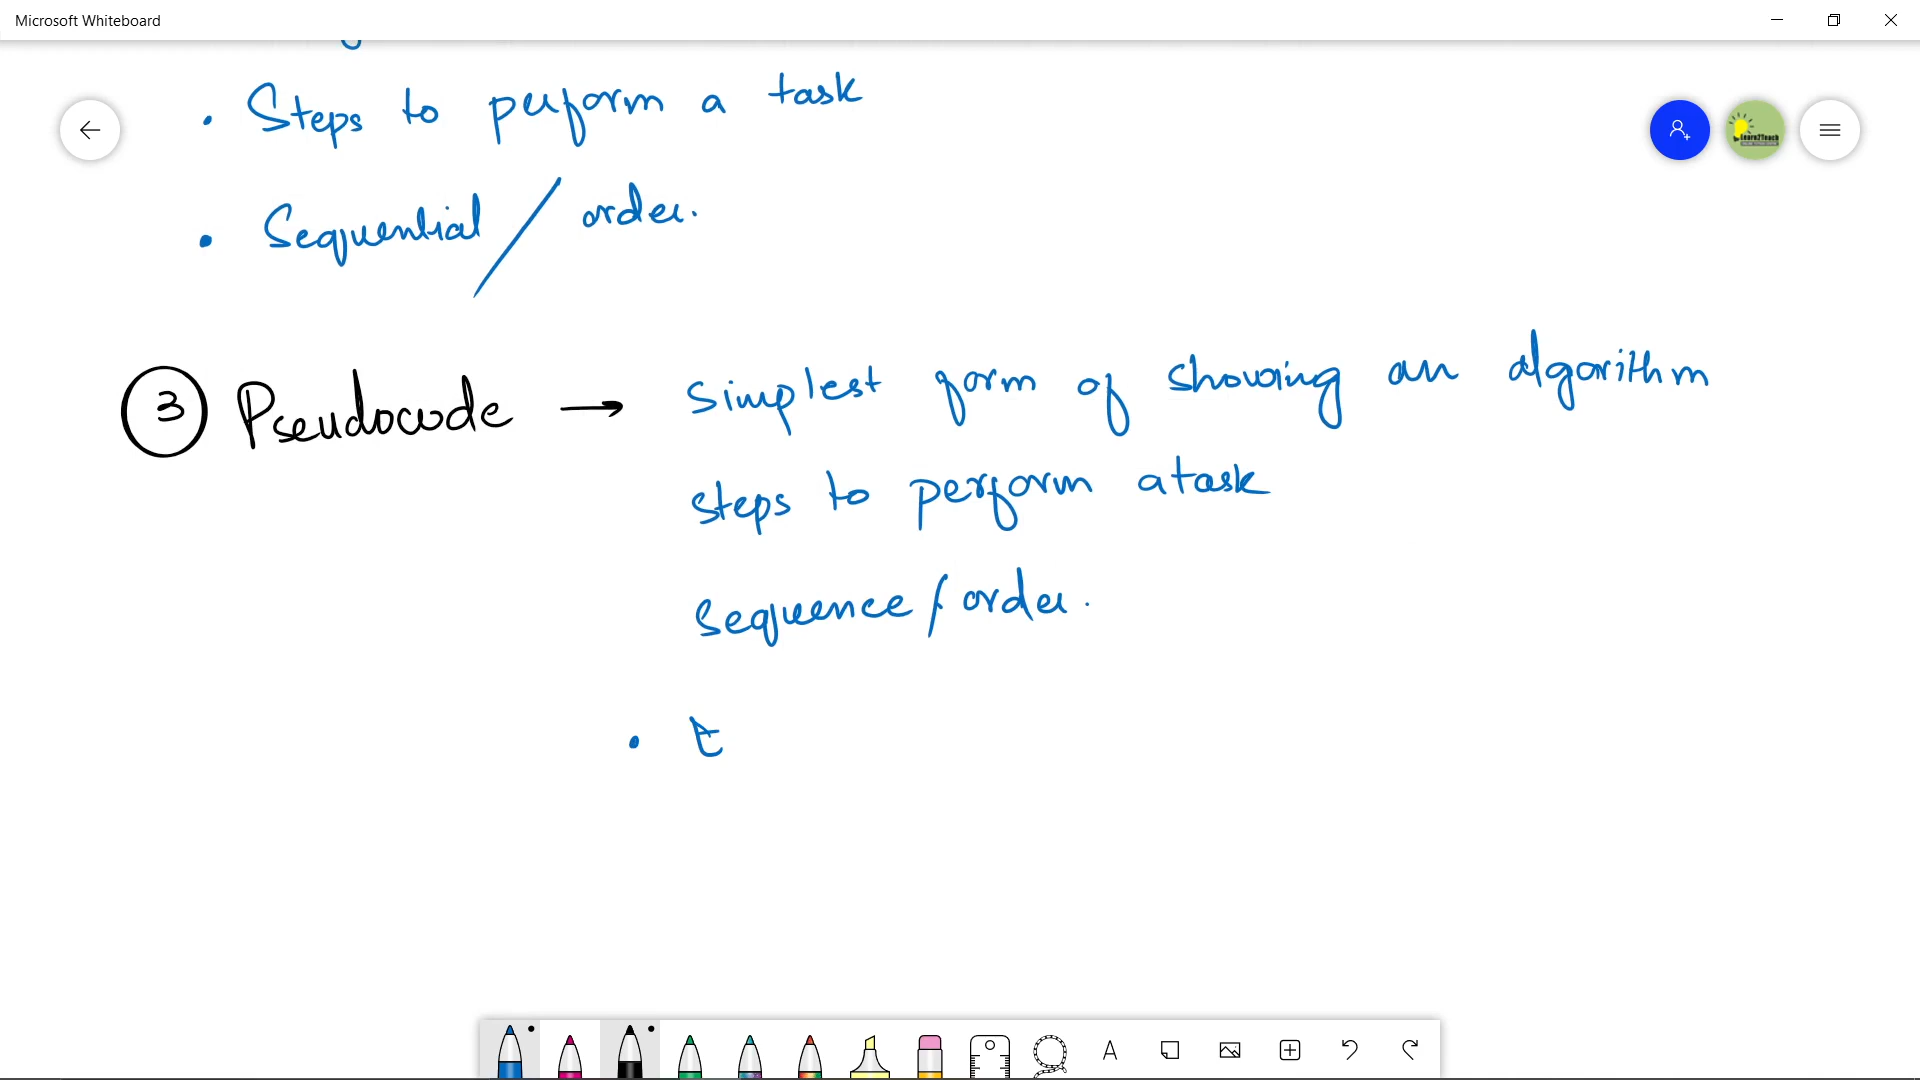 Microsoft Whiteboard
• Steps to perform a task
• Sequential / order.
3 Pseudocode → simplest form of showing an algorithm
steps to perform a task
sequence / order.
• t
Learn2Teach
A